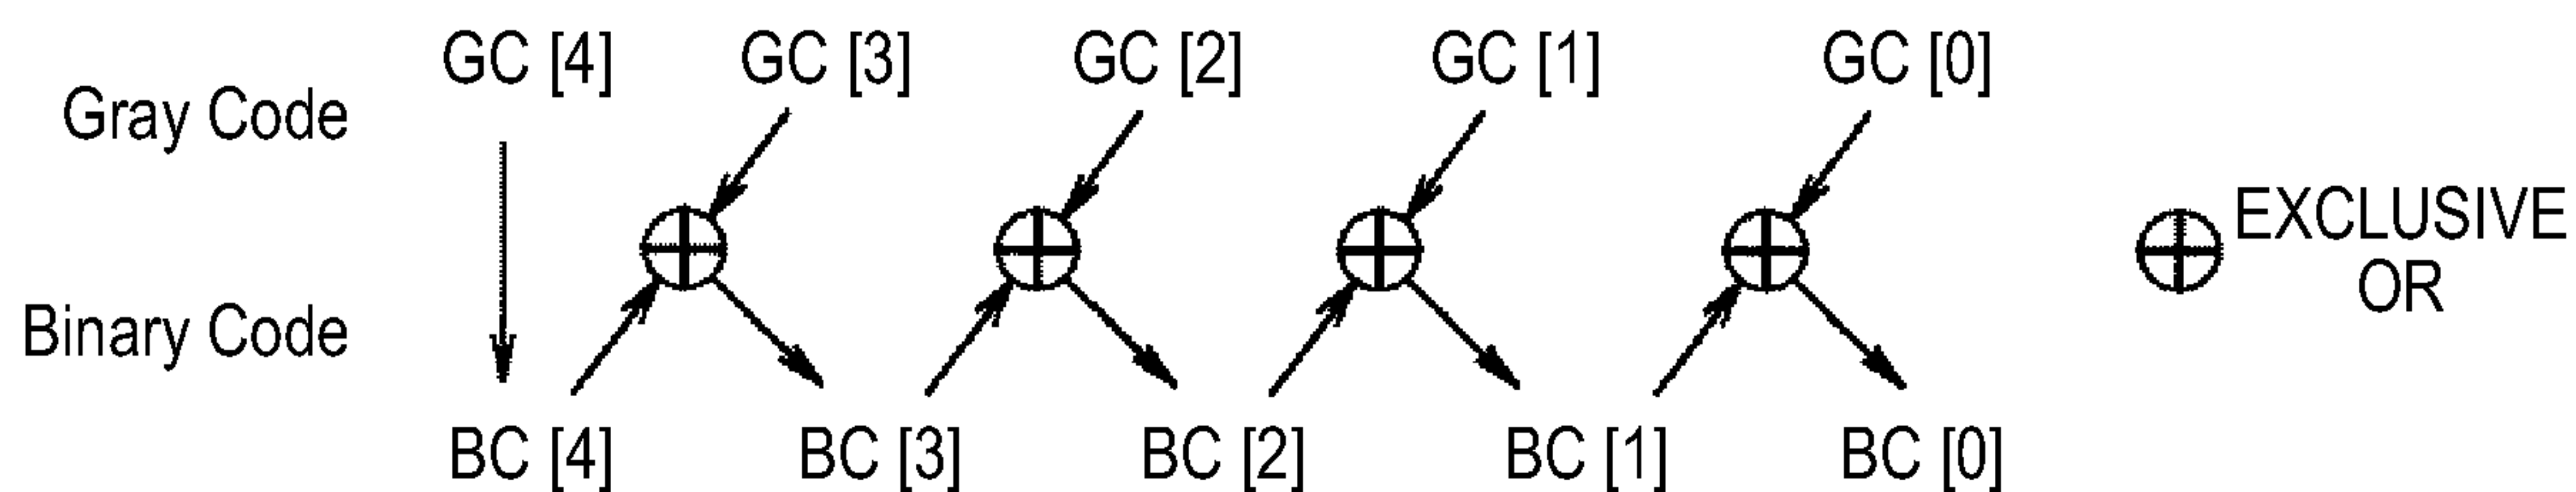 Gray Code GC [4] GC [3] GC [2] GC [1] GC [0]
EXCLUSIVE
OR
Binary Code BC [4] BC [3] BC [2] BC [1] BC [0]